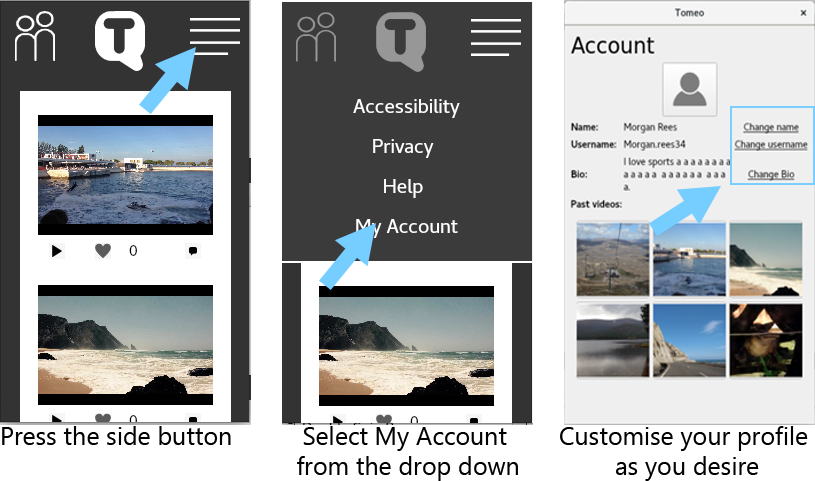 T
0
0
Press the side button
T
Accessibility
Privacy
Help
My Account
Select My Account
from the drop down
Tomeo ×
Account
Name: Morgan Rees Change name
Username: Morgan.rees34 Change username
I love sports a a a a a a a
Bio: a a a a a a a a a a a a Change Bio
a.
Past videos:
Customise your profile
as you desire